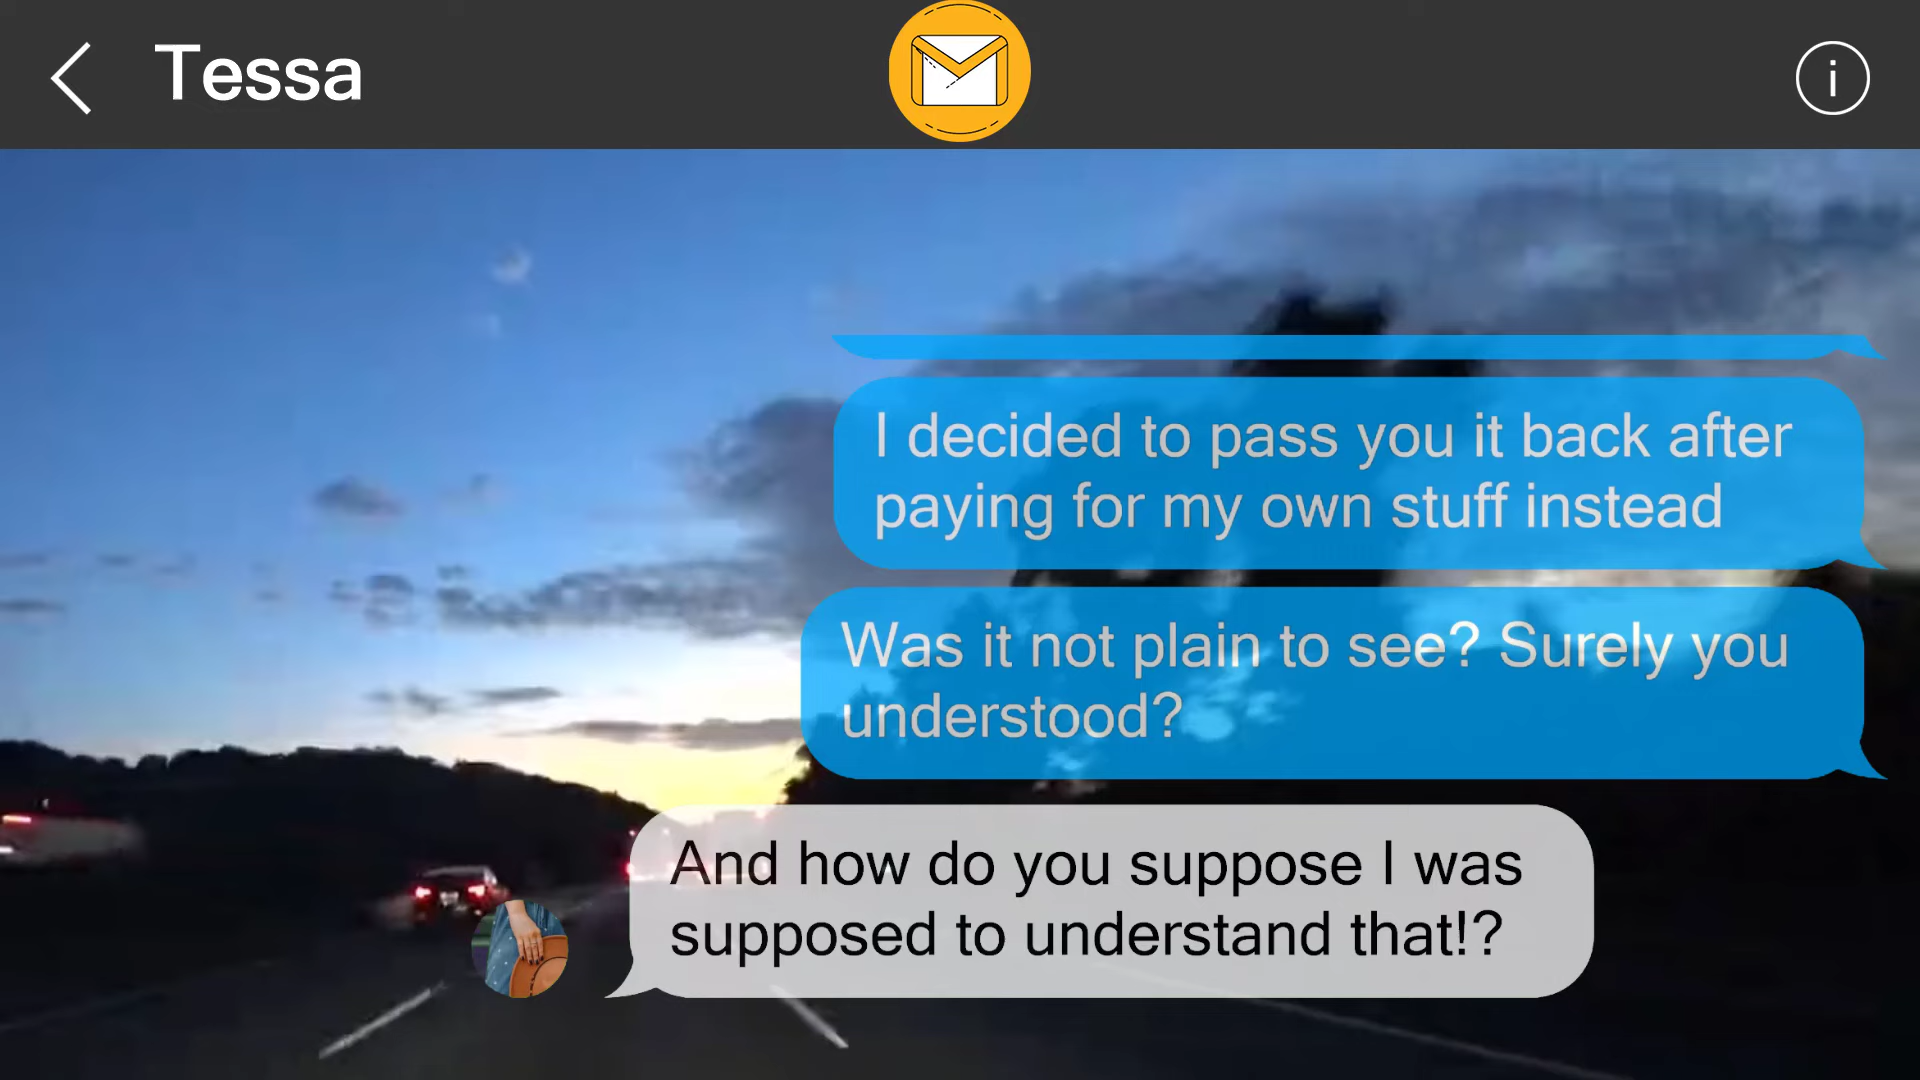 Tessa
i
I decided to pass you it back after
paying for my own stuff instead
Was it not plain to see? Surely you
understood?
And how do you suppose I was
supposed to understand that!?